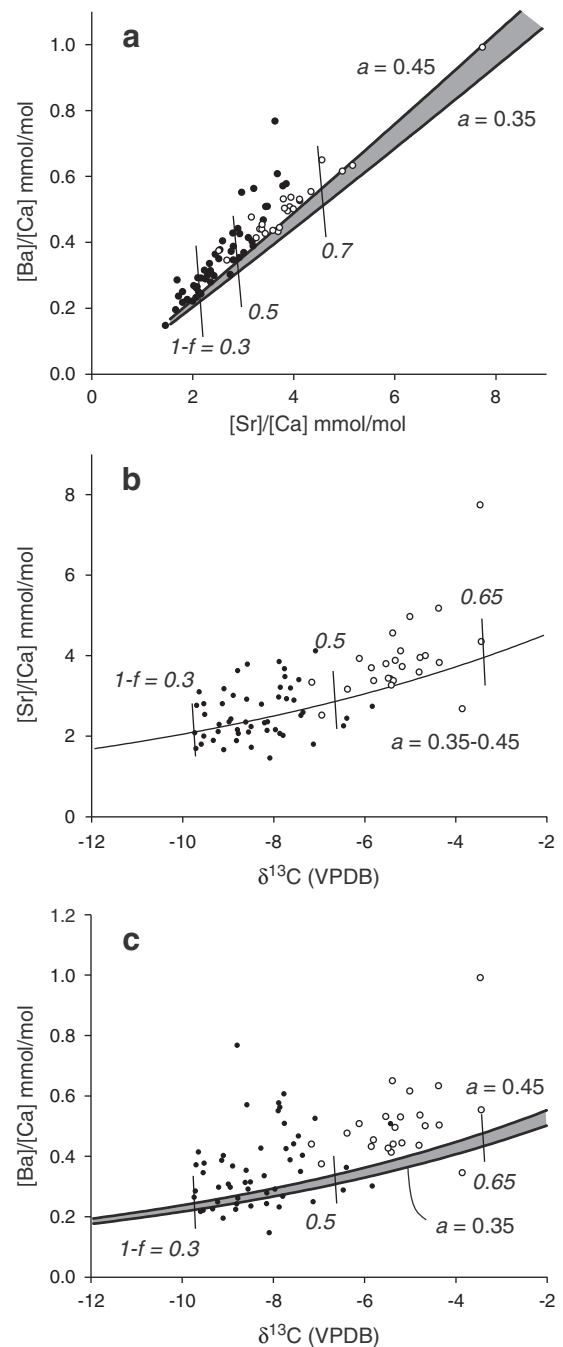 a
[Ba]/[Ca] mmol/mol
1.0
0.8
0.6
0.4
0.2
0.0
a = 0.45
a = 0.35
0.7
0.5
1-f = 0.3
0 2 4 6 8
[Sr]/[Ca] mmol/mol
b
[Sr]/[Ca] mmol/mol
8
6
4
2
0
0.65
0.5
1-f = 0.3
a = 0.35-0.45
-12 -10 -8 -6 -4 -2
δ13C (VPDB)
c
[Ba]/[Ca] mmol/mol
1.2
1.0
0.8
0.6
0.4
0.2
0.0
a = 0.45
0.65
0.5
a = 0.35
1-f = 0.3
-12 -10 -8 -6 -4 -2
δ13C (VPDB)